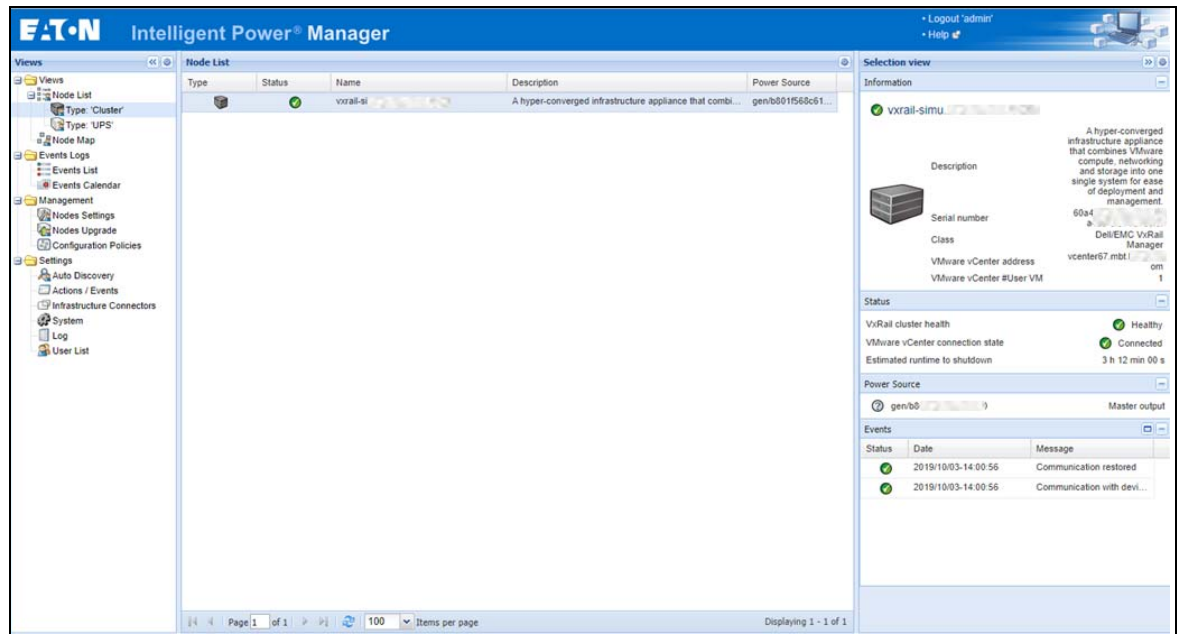 EATON Intelligent Power® Manager
Logout 'admin'
Help
Views
Views
Node List
Type: 'Cluster'
Type: 'UPS'
Node Map
Events Logs
Events List
Events Calendar
Management
Nodes Settings
Nodes Upgrade
Configuration Policies
Settings
Auto Discovery
Actions / Events
Infrastructure Connectors
System
Log
User List
Node List
Type Status Name Description Power Source
vxrail-si A hyper-converged infrastructure appliance that combi... gen/b801f568c61...
Page 1 of 1 100 Items per page Displaying 1 - 1 of 1
Selection view
Information
vxrail-simu
Description
A hyper-converged
infrastructure appliance
that combines VMware
compute, networking
and storage into one
single system for ease
of deployment and
management.
Serial number 60a4
a
Class Dell/EMC VxRail
Manager
VMware vCenter address vcenter67.mbt.
om
VMware vCenter #User VM 1
Status
VxRail cluster health Healthy
VMware vCenter connection state Connected
Estimated runtime to shutdown 3 h 12 min 00 s
Power Source
gen/b8 Master output
Events
Status Date Message
2019/10/03-14:00:56 Communication restored
2019/10/03-14:00:56 Communication with devi...